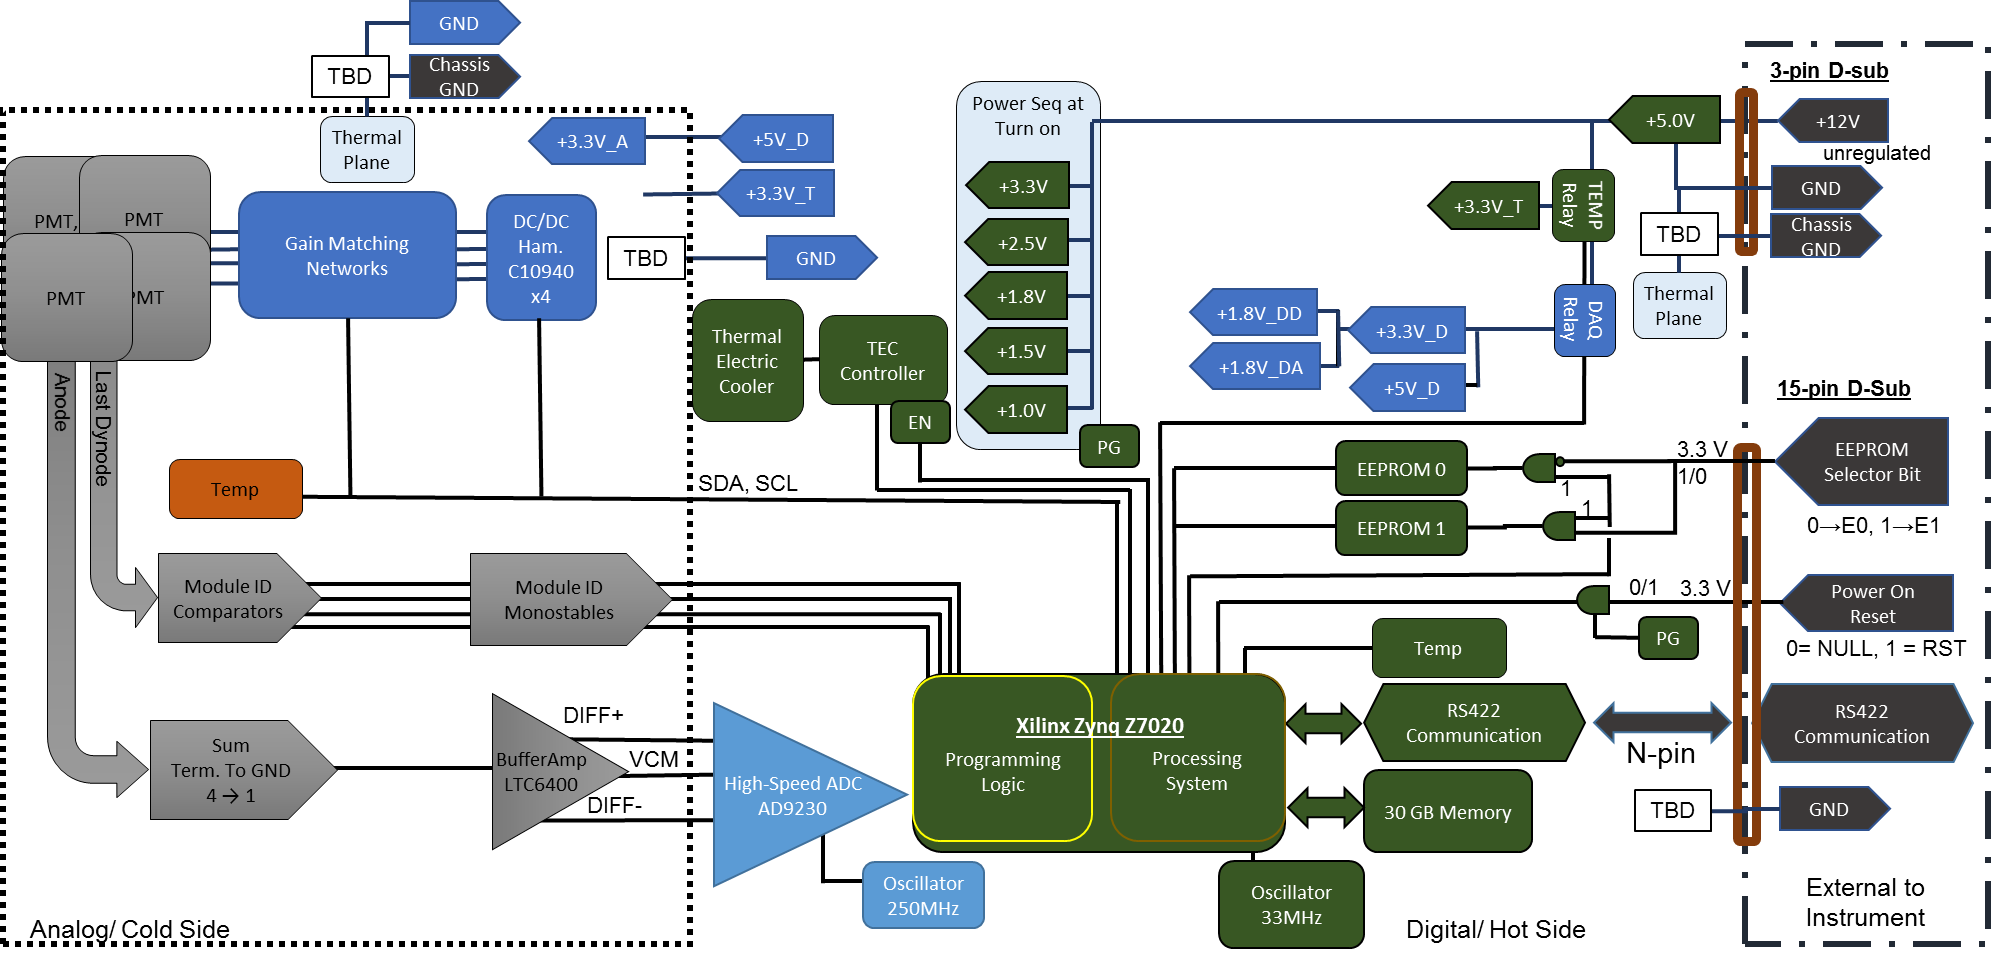 GND
TBD
Chassis
GND
Thermal
Plane
+3.3V_A
+5V_D
+3.3V_T
TBD
GND
PMT,
PMT
PMT
PMT
Gain Matching
Networks
DC/DC
Ham.
C10940
x4
Anode
Last Dynode
Temp
SDA, SCL
Module ID
Comparators
Module ID
Monostables
Sum
Term. To GND
4 → 1
BufferAmp
LTC6400
DIFF+
VCM
DIFF-
Analog/ Cold Side
Thermal
Electric
Cooler
TEC
Controller
EN
Power Seq at
Turn on
+3.3V
+2.5V
+1.8V
+1.5V
+1.0V
PG
High-Speed ADC
AD9230
Oscillator
250MHz
Xilinx Zynq Z7020
Programming
Logic
Processing
System
Oscillator
33MHz
+5.0V
+3.3V_T
TEMP
Relay
DAQ
Relay
+1.8V_DD
+1.8V_DA
+3.3V_D
+5V_D
EEPROM 0
EEPROM 1
1
1
3.3 V
1/0
0/1
3.3 V
PG
Temp
RS422
Communication
30 GB Memory
N-pin
Digital/ Hot Side
3-pin D-sub
+12V
unregulated
GND
TBD
Chassis
GND
Thermal
Plane
15-pin D-Sub
EEPROM
Selector Bit
0→E0, 1→E1
Power On
Reset
0= NULL, 1 = RST
RS422
Communication
TBD
GND
External to
Instrument